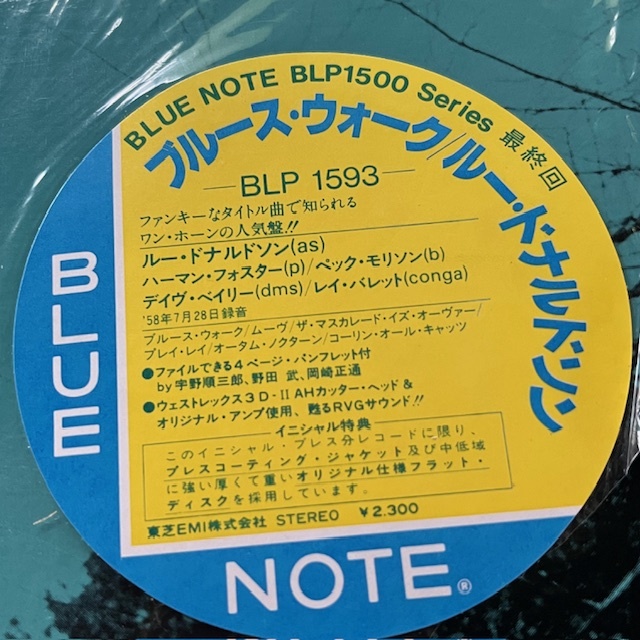 BLUE NOTE BLP1500 Series 最終回
ブルース・ウォーク/ルー・ドナルドソン
BLP 1593
ファンキーなタイトル曲で知られる
ワン・ホーンの人気盤!!
ルー・ドナルドソン(as)
ハーマン・フォスター(p)/ペック・モリソン(b)
デイヴ・ベイリー(dms)/レイ・バレット(conga)
'58年7月28日録音
ブルース・ウォーク/ムーヴ/ザ・マスカレード・イズ・オーヴァー/
プレイ・レイ/オータム・ノクターン/コーリン・オール・キャッツ
●ファイルできる4ページ・パンフレット付
by宇野順三郎、野田 武、岡崎正通
●ウェストレックス3D-II AHカッター・ヘッド&
オリジナル・アンプ使用、甦るRVGサウンド!!
イニシャル特典
このイニシャル・プレス分レコードに限り、
プレスコーティング・ジャケット及び中低域
に強い厚くて重いオリジナル仕様フラット・
ディスクを採用しています。
東芝EMI株式会社 STEREO ¥2.300
BLUE
NOTE®